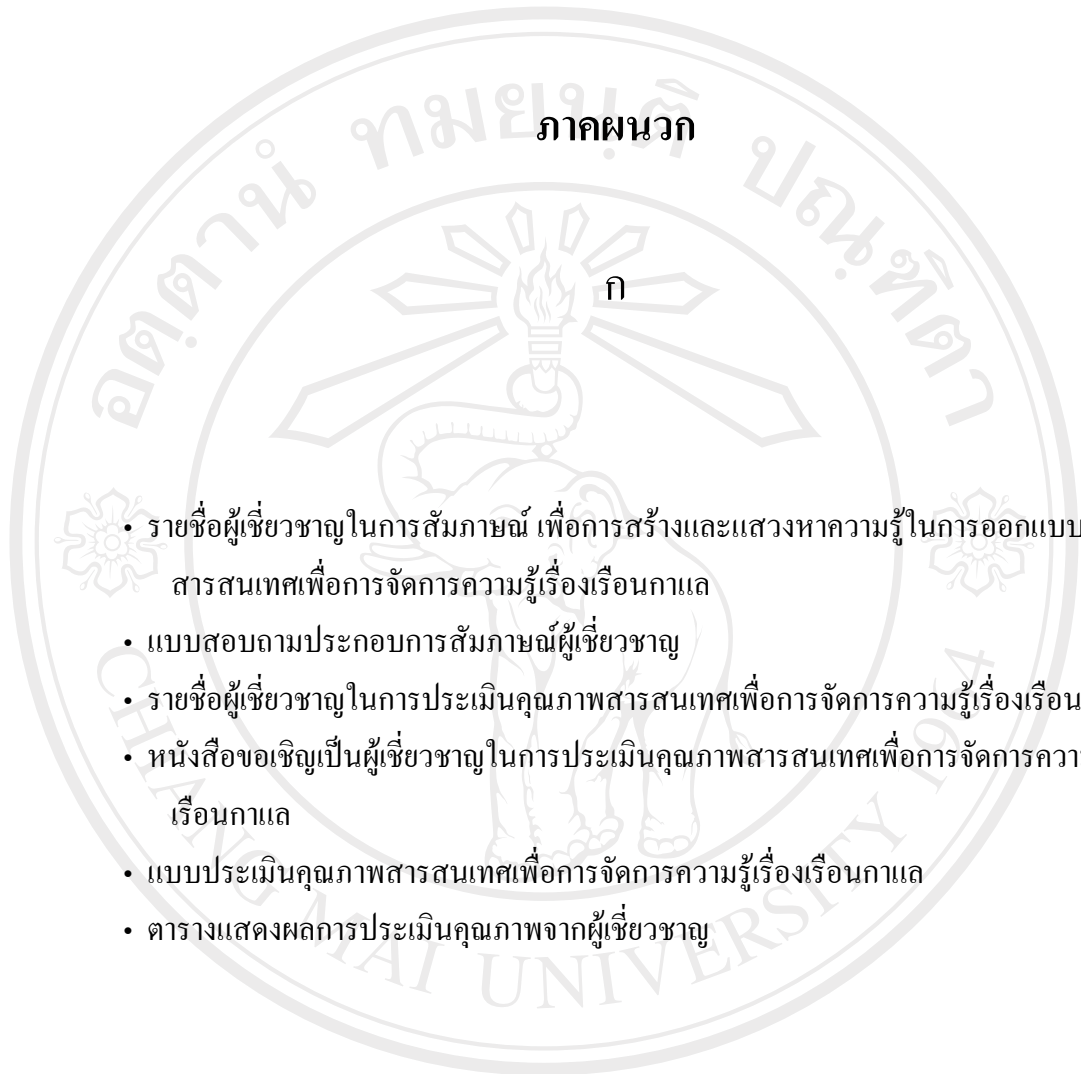 ภาคผนวก
ก
• รายชื่อผู้เชี่ยวชาญในการสัมภาษณ์ เพื่อการสร้างและแสวงหาความรู้ในการออกแบบ
สารสนเทศเพื่อการจัดการความรู้เรื่องเรือนกาแล
• แบบสอบถามประกอบการสัมภาษณ์ผู้เชี่ยวชาญ
• รายชื่อผู้เชี่ยวชาญในการประเมินคุณภาพสารสนเทศเพื่อการจัดการความรู้เรื่องเรือน
• หนังสือขอเชิญเป็นผู้เชี่ยวชาญในการประเมินคุณภาพสารสนเทศเพื่อการจัดการ
เรือนกาแล
• แบบประเมินคุณภาพสารสนเทศเพื่อการจัดการความรู้เรื่องเรือนกาแล
• ตารางแสดงผลการประเมินคุณภาพจากผู้เชี่ยวชาญ
อตฺตานํ ทมยนฺติ ปณฺฑิตา
CHIANG MAI UNIVERSITY 1964